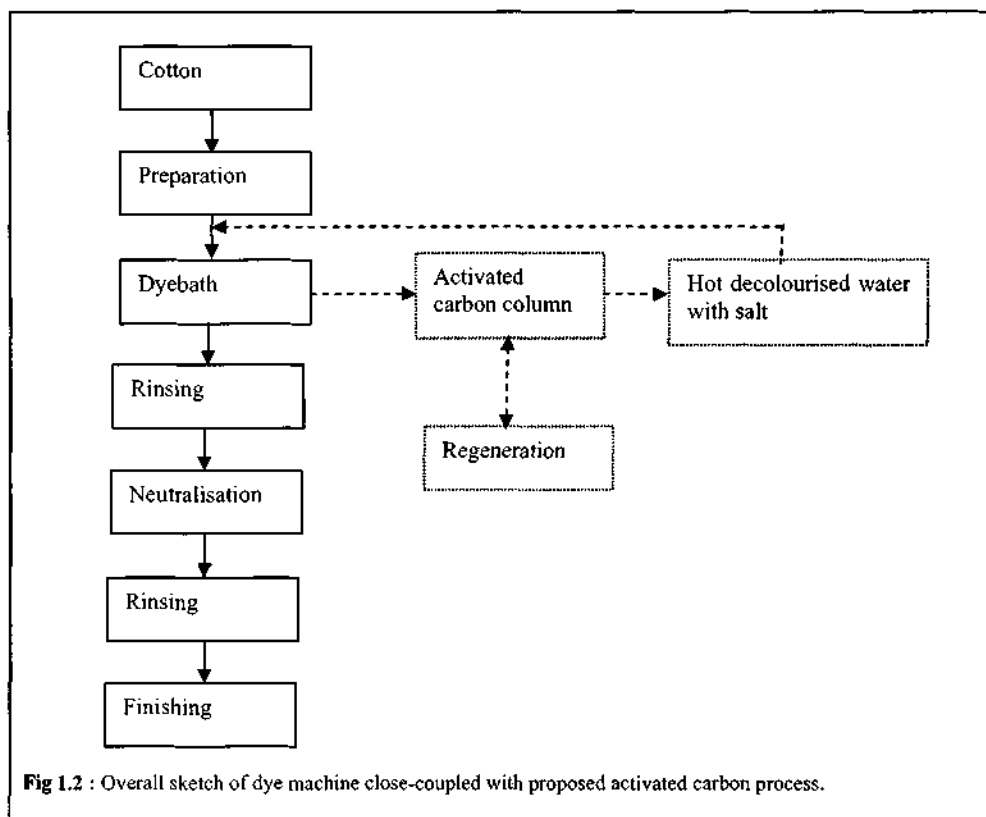 Cotton
Preparation
Dyebath
Activated
carbon column
Hot decolourised water
with salt
Rinsing
Regeneration
Neutralisation
Rinsing
Finishing
Fig 1.2 : Overall sketch of dye machine close-coupled with proposed activated carbon process.